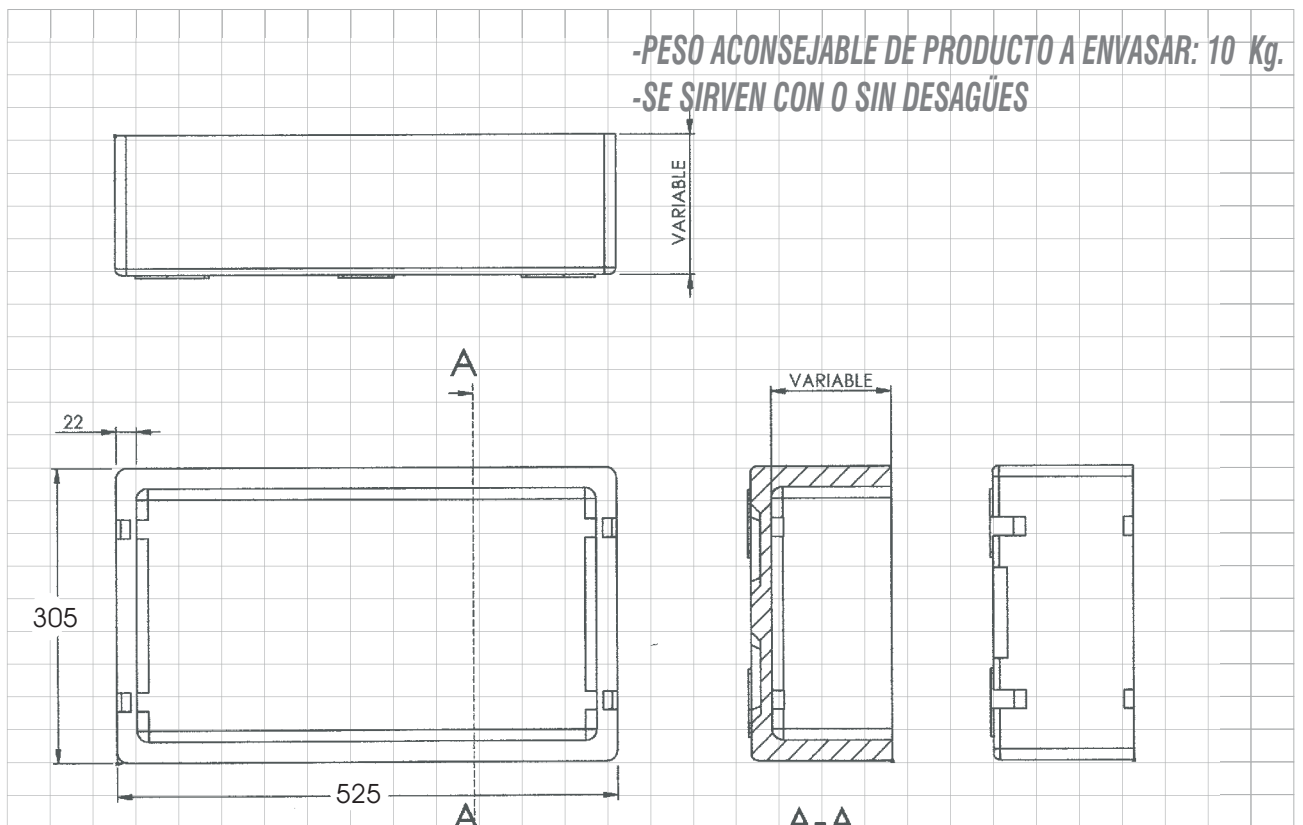 -PESO ACONSEJABLE DE PRODUCTO A ENVASAR: 10 Kg.
-SE SIRVEN CON O SIN DESAGÜES
VARIABLE
A
VARIABLE
22
305
525
A
A-A